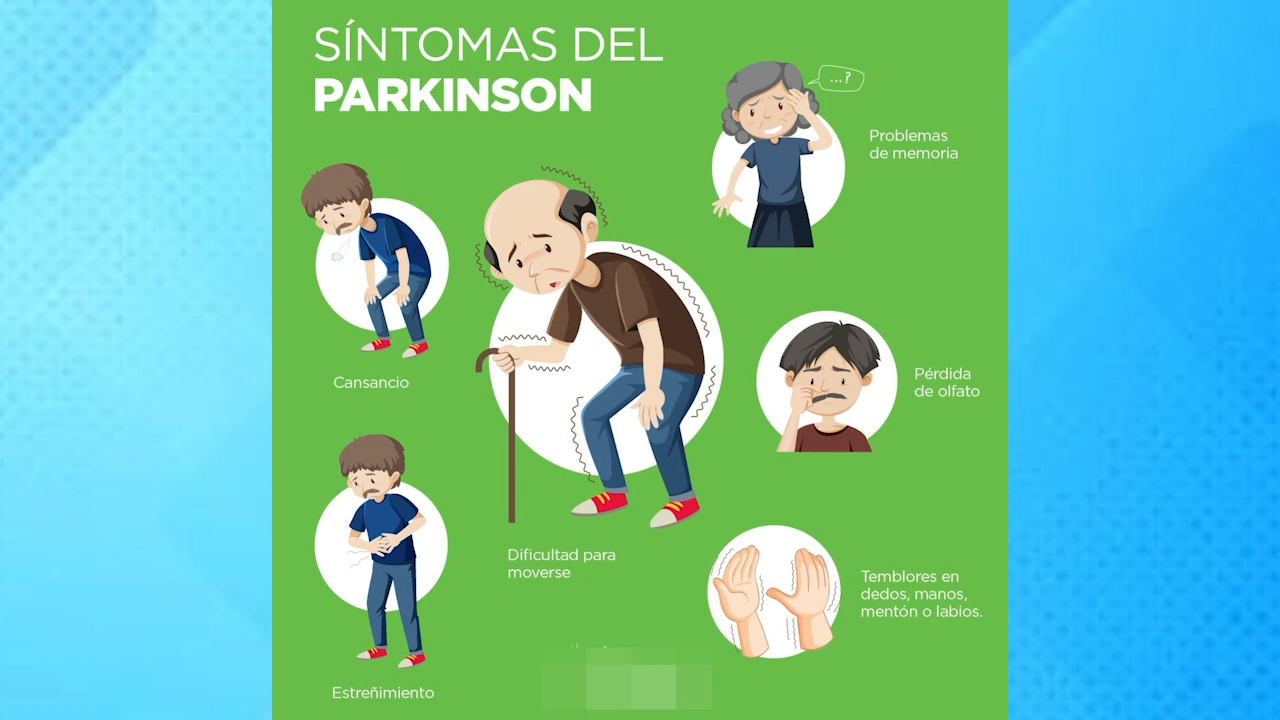 SÍNTOMAS DEL
PARKINSON
...?
Problemas
de memoria
Cansancio
Pérdida
de olfato
Dificultad para
moverse
Temblores en
dedos, manos,
mentón o labios.
Estreñimiento